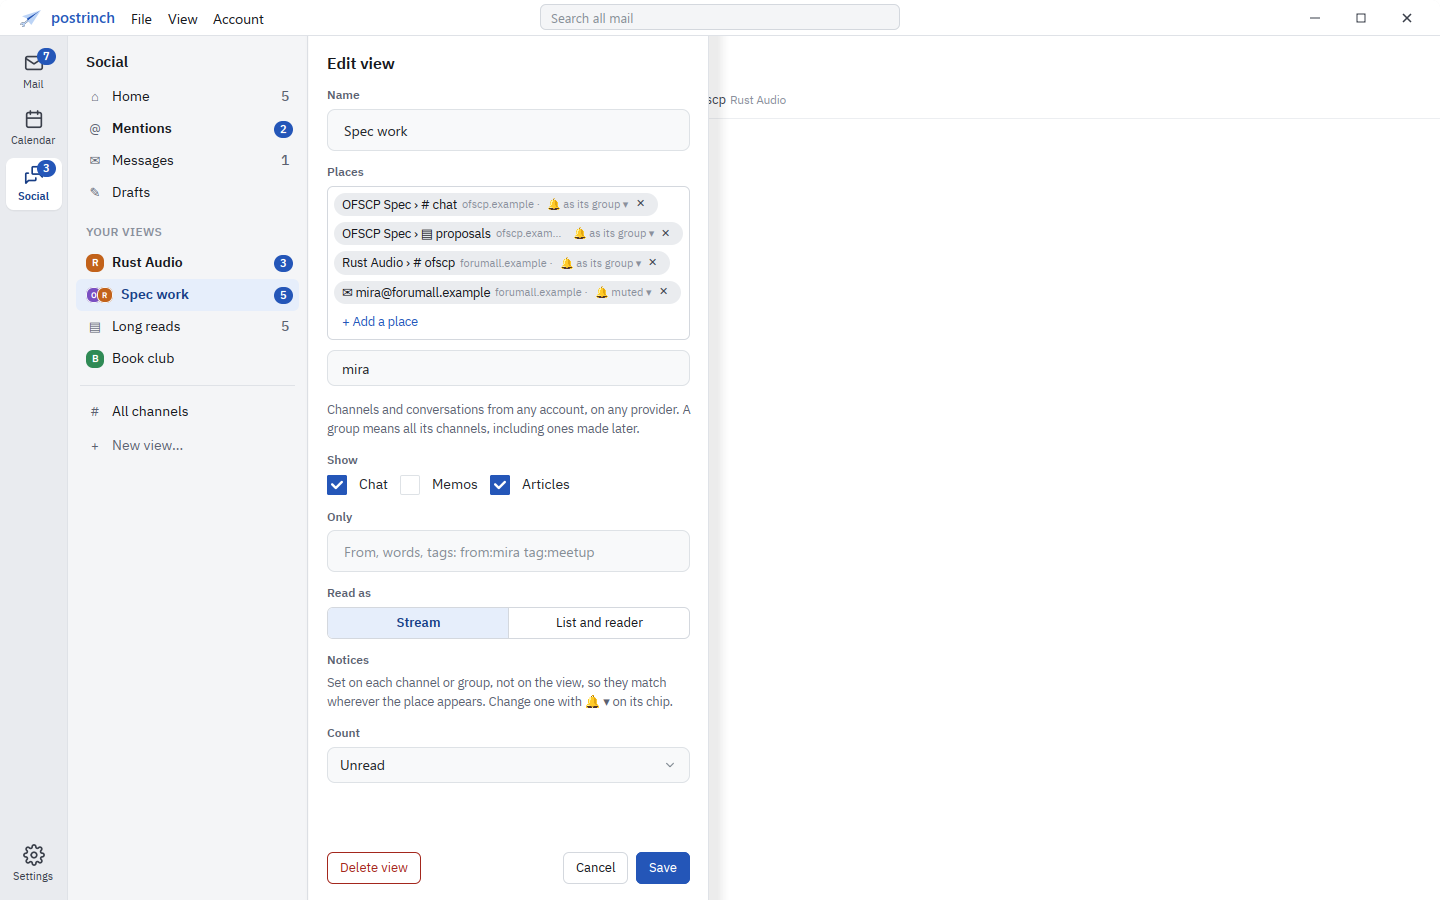 postrinch File View Account
Search all mail
7
Mail
Calendar
3
Social
Settings
Social
Home 5
@ Mentions 2
Messages 1
Drafts
YOUR VIEWS
R Rust Audio 3
O R Spec work 5
Long reads 5
B Book club
# All channels
+ New view...
Edit view
Name
Spec work
Places
OFSCP Spec › # chat ofscp.example · 🔔 as its group ▾ ✕
OFSCP Spec › ▤ proposals ofscp.exam... 🔔 as its group ▾ ✕
Rust Audio › # ofscp forumall.example · 🔔 as its group ▾ ✕
✉ mira@forumall.example forumall.example · 🔔 muted ▾ ✕
+ Add a place
mira
Channels and conversations from any account, on any provider. A
group means all its channels, including ones made later.
Show
Chat Memos Articles
Only
From, words, tags: from:mira tag:meetup
Read as
Stream List and reader
Notices
Set on each channel or group, not on the view, so they match
wherever the place appears. Change one with 🔔 ▾ on its chip.
Count
Unread
Delete view Cancel Save
scp Rust Audio